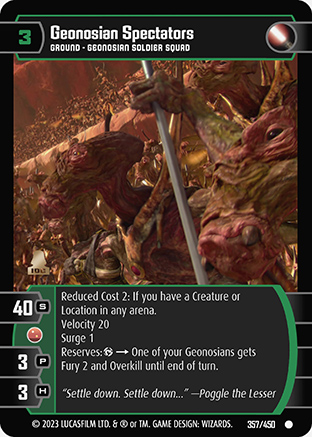 3
Geonosian Spectators
GROUND - GEONOSIAN SOLDIER SQUAD
40 S
Reduced Cost 2: If you have a Creature or
Location in any arena.
Velocity 20
Surge 1
3 P
Reserves: → One of your Geonosians gets
Fury 2 and Overkill until end of turn.
3 H
“Settle down. Settle down...” —Poggle the Lesser
© 2023 LUCASFILM LTD. & ® or TM. GAME DESIGN: WIZARDS.
357/450